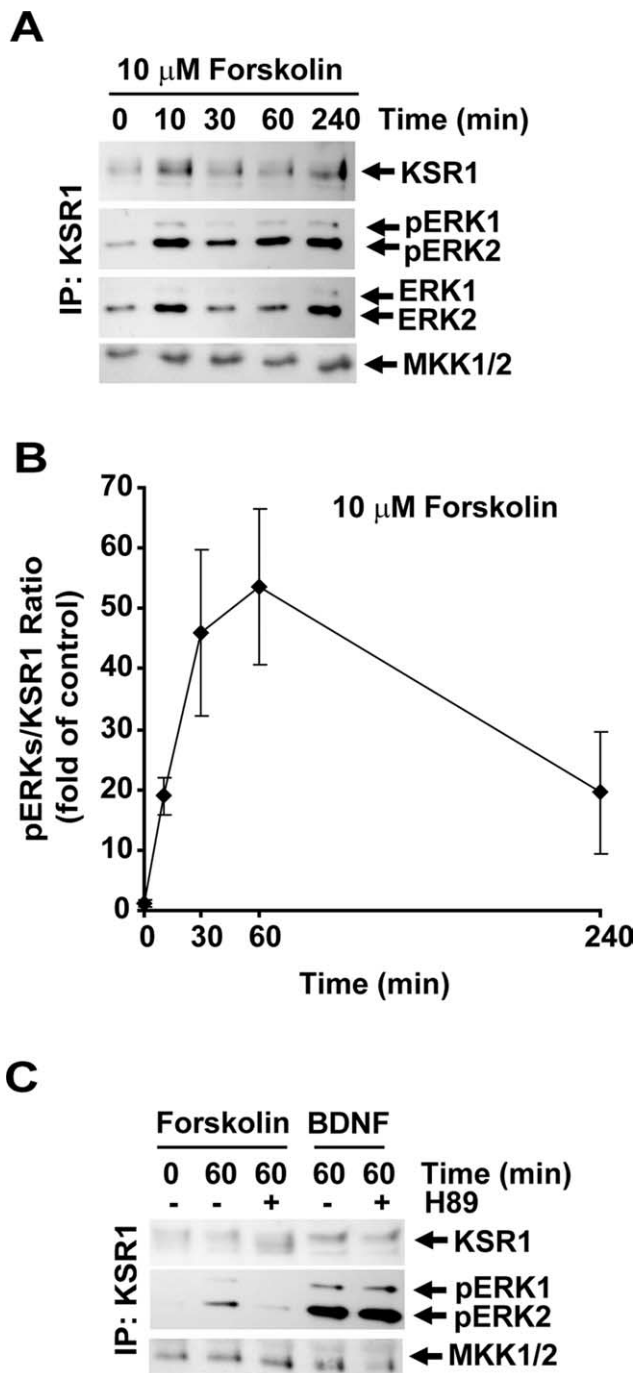 A
10 μM Forskolin
0 10 30 60 240 Time (min)
IP: KSR1
KSR1
pERK1
pERK2
ERK1
ERK2
MKK1/2
B
10 μM Forskolin
pERKs/KSR1 Ratio
(fold of control)
70
60
50
40
30
20
10
0
0 30 60 240
Time (min)
C
Forskolin BDNF
0 60 60 60 60 Time (min)
- - + - + H89
IP: KSR1
KSR1
pERK1
pERK2
MKK1/2